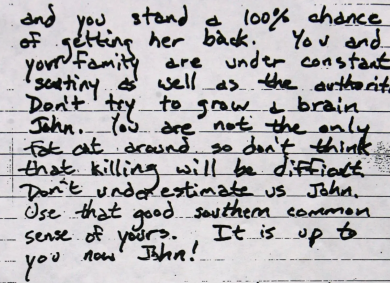 and you stand a 100% chance
of getting her back. You and
your family are under constant
scutiny as well as the authorit
Don't try to grow a brain
John. You are not the only
fat cat around so don't think
that killing will be difficult
Don't underestimate us John.
Use that good southern common
sense of yours. It is up to
you now John!